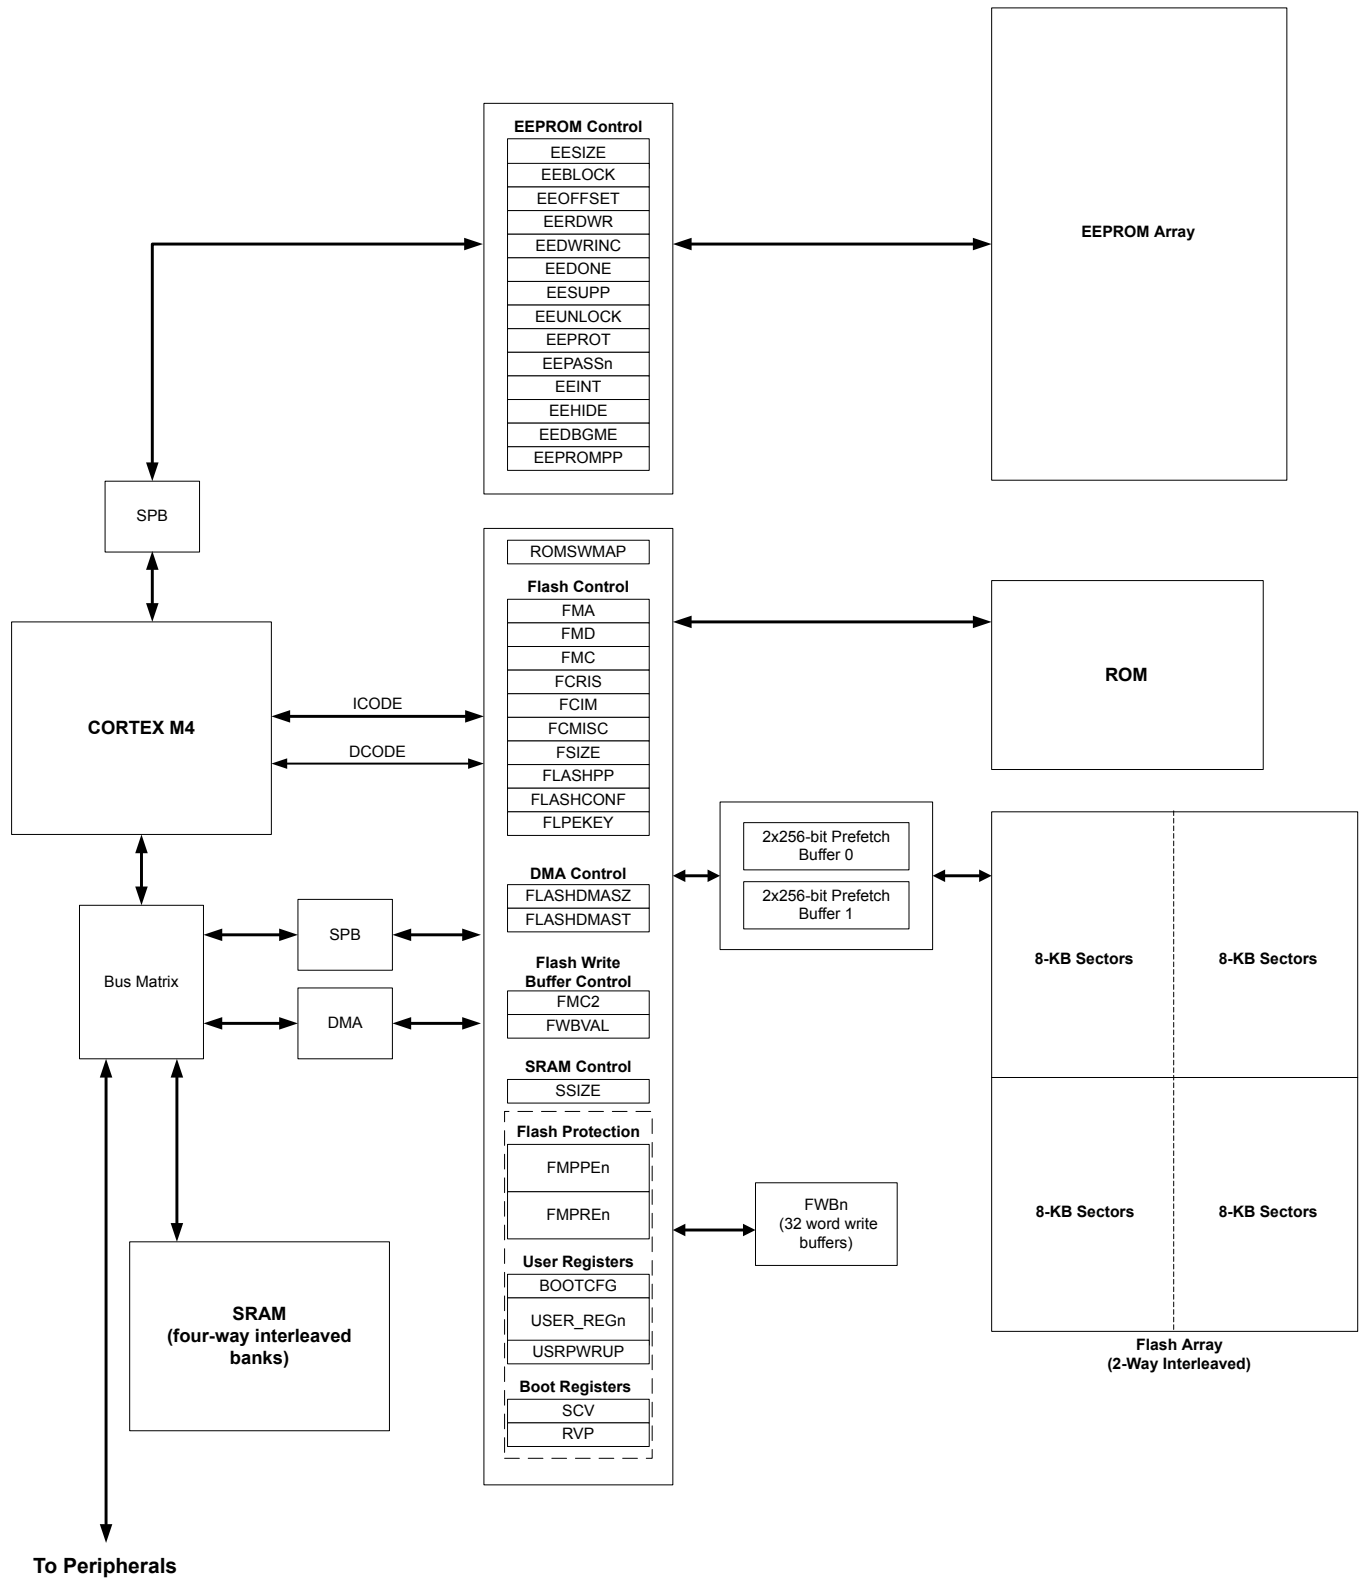 EEPROM Control
EESIZE
EEBLOCK
EEOFFSET
EERDWR
EEDWRINC
EEDONE
EESUPP
EEUNLOCK
EEPROT
EEPASSn
EEINT
EEHIDE
EEDBGME
EEPROMPP
EEPROM Array
SPB
CORTEX M4
ICODE
DCODE
ROMSWMAP
Flash Control
FMA
FMD
FMC
FCRIS
FCIM
FCMISC
FSIZE
FLASHPP
FLASHCONF
FLPEKEY
DMA Control
FLASHDMASZ
FLASHDMAST
Flash Write
Buffer Control
FMC2
FWBVAL
SRAM Control
SSIZE
Flash Protection
FMPPEn
FMPREn
User Registers
BOOTCFG
USER_REGn
USRPWRUP
Boot Registers
SCV
RVP
ROM
2x256-bit Prefetch
Buffer 0
2x256-bit Prefetch
Buffer 1
8-KB Sectors
8-KB Sectors
8-KB Sectors
8-KB Sectors
Flash Array
(2-Way Interleaved)
FWBn
(32 word write
buffers)
Bus Matrix
SPB
DMA
SRAM
(four-way interleaved
banks)
To Peripherals